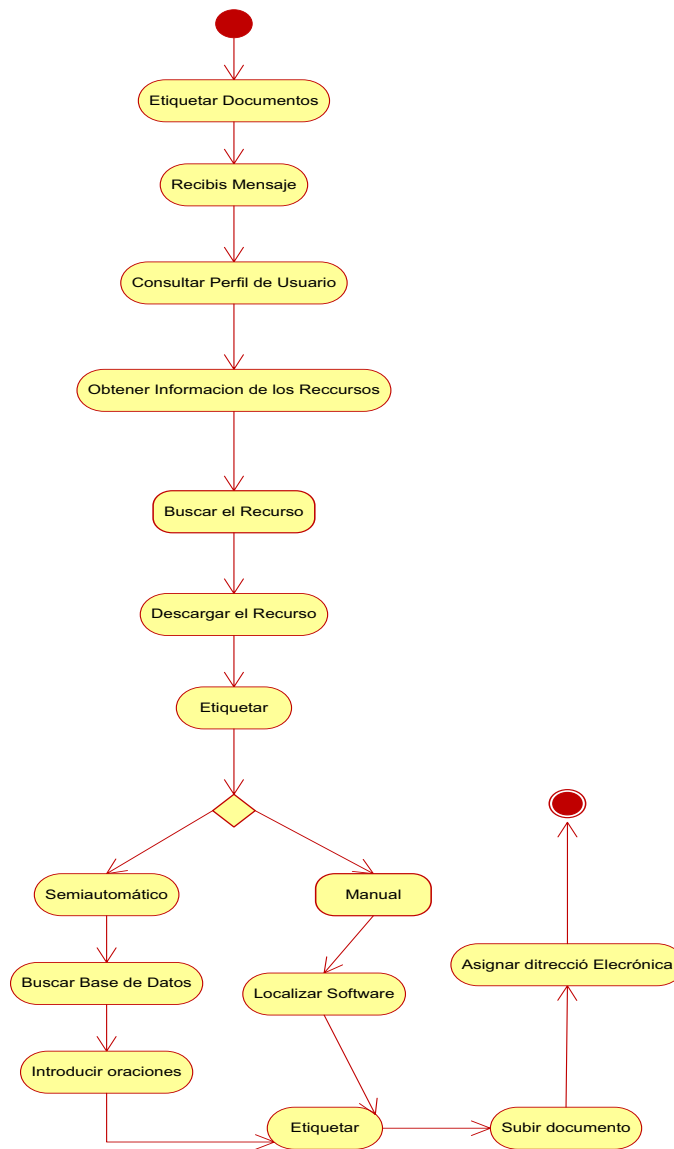 Etiquetar Documentos
Recibis Mensaje
Consultar Perfil de Usuario
Obtener Informacion de los Reccursos
Buscar el Recurso
Descargar el Recurso
Etiquetar
Semiautomático
Manual
Buscar Base de Datos
Localizar Software
Asignar ditrecció Elecrónica
Introducir oraciones
Etiquetar
Subir documento